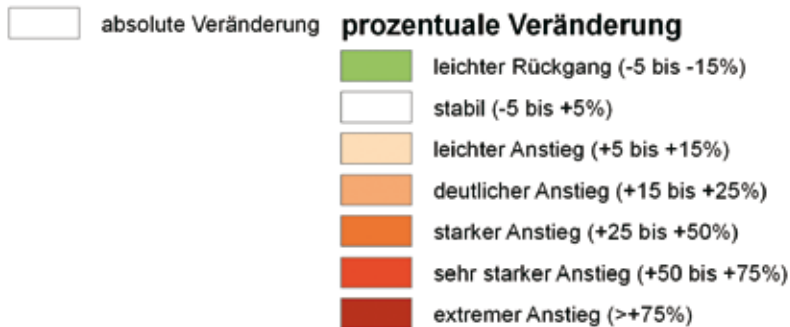 absolute Veränderung
prozentuale Veränderung
leichter Rückgang (-5 bis -15%)
stabil (-5 bis +5%)
leichter Anstieg (+5 bis +15%)
deutlicher Anstieg (+15 bis +25%)
starker Anstieg (+25 bis +50%)
sehr starker Anstieg (+50 bis +75%)
extremer Anstieg (>+75%)